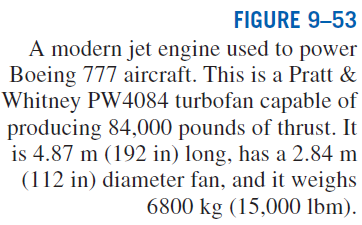 FIGURE 9–53
A modern jet engine used to power
Boeing 777 aircraft. This is a Pratt &
Whitney PW4084 turbofan capable of
producing 84,000 pounds of thrust. It
is 4.87 m (192 in) long, has a 2.84 m
(112 in) diameter fan, and it weighs
6800 kg (15,000 lbm).